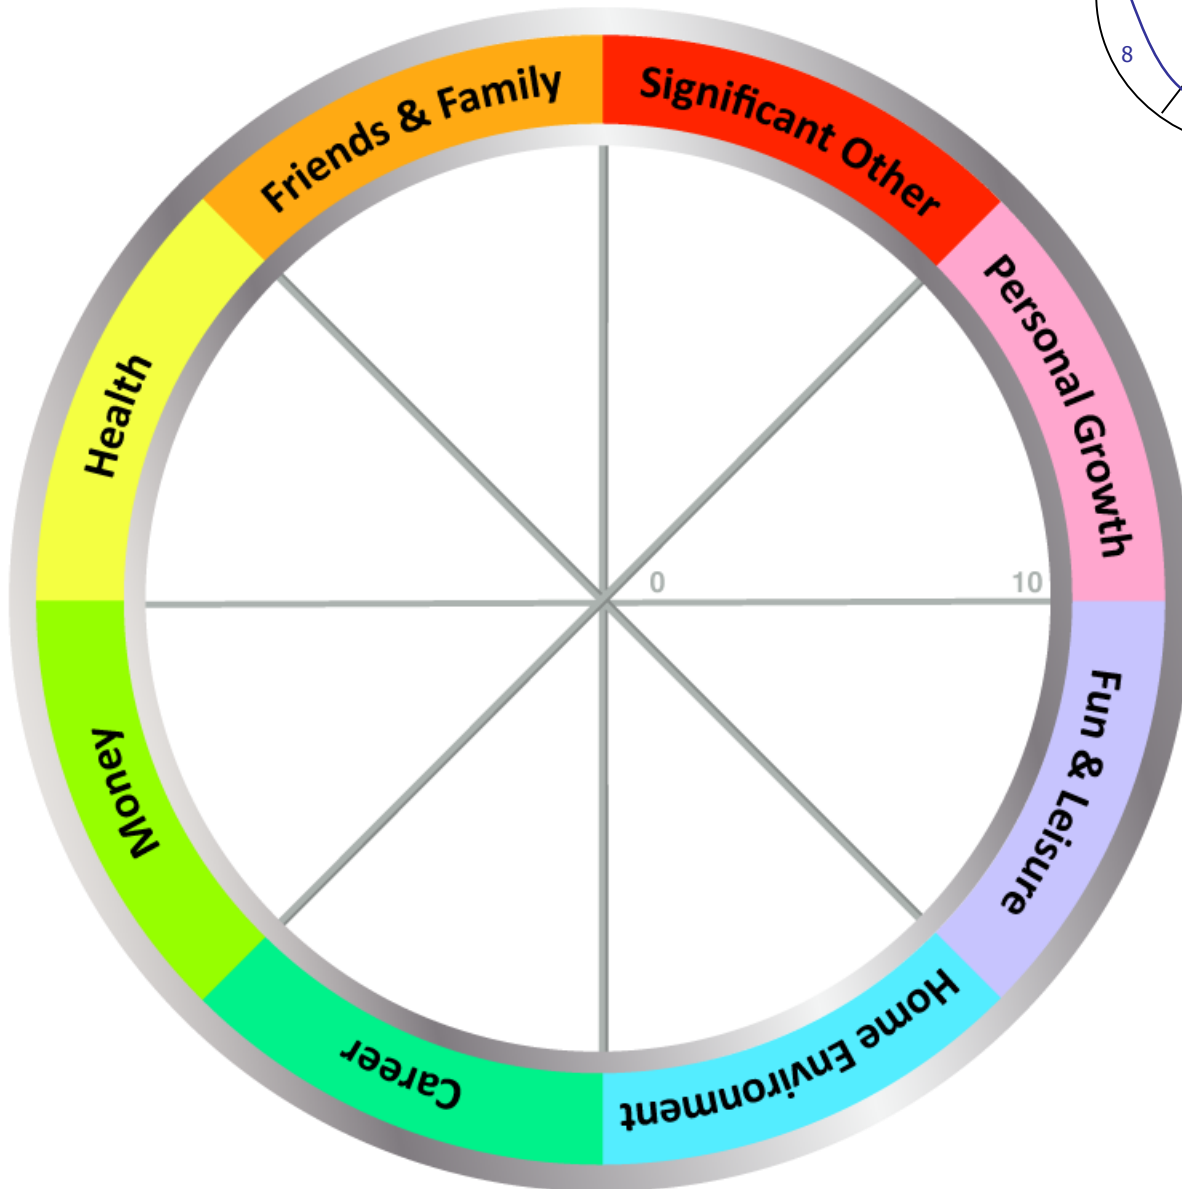 8
Friends & Family
Significant Other
Personal Growth
Health
0
10
Fun & Leisure
Money
Home Environment
Career